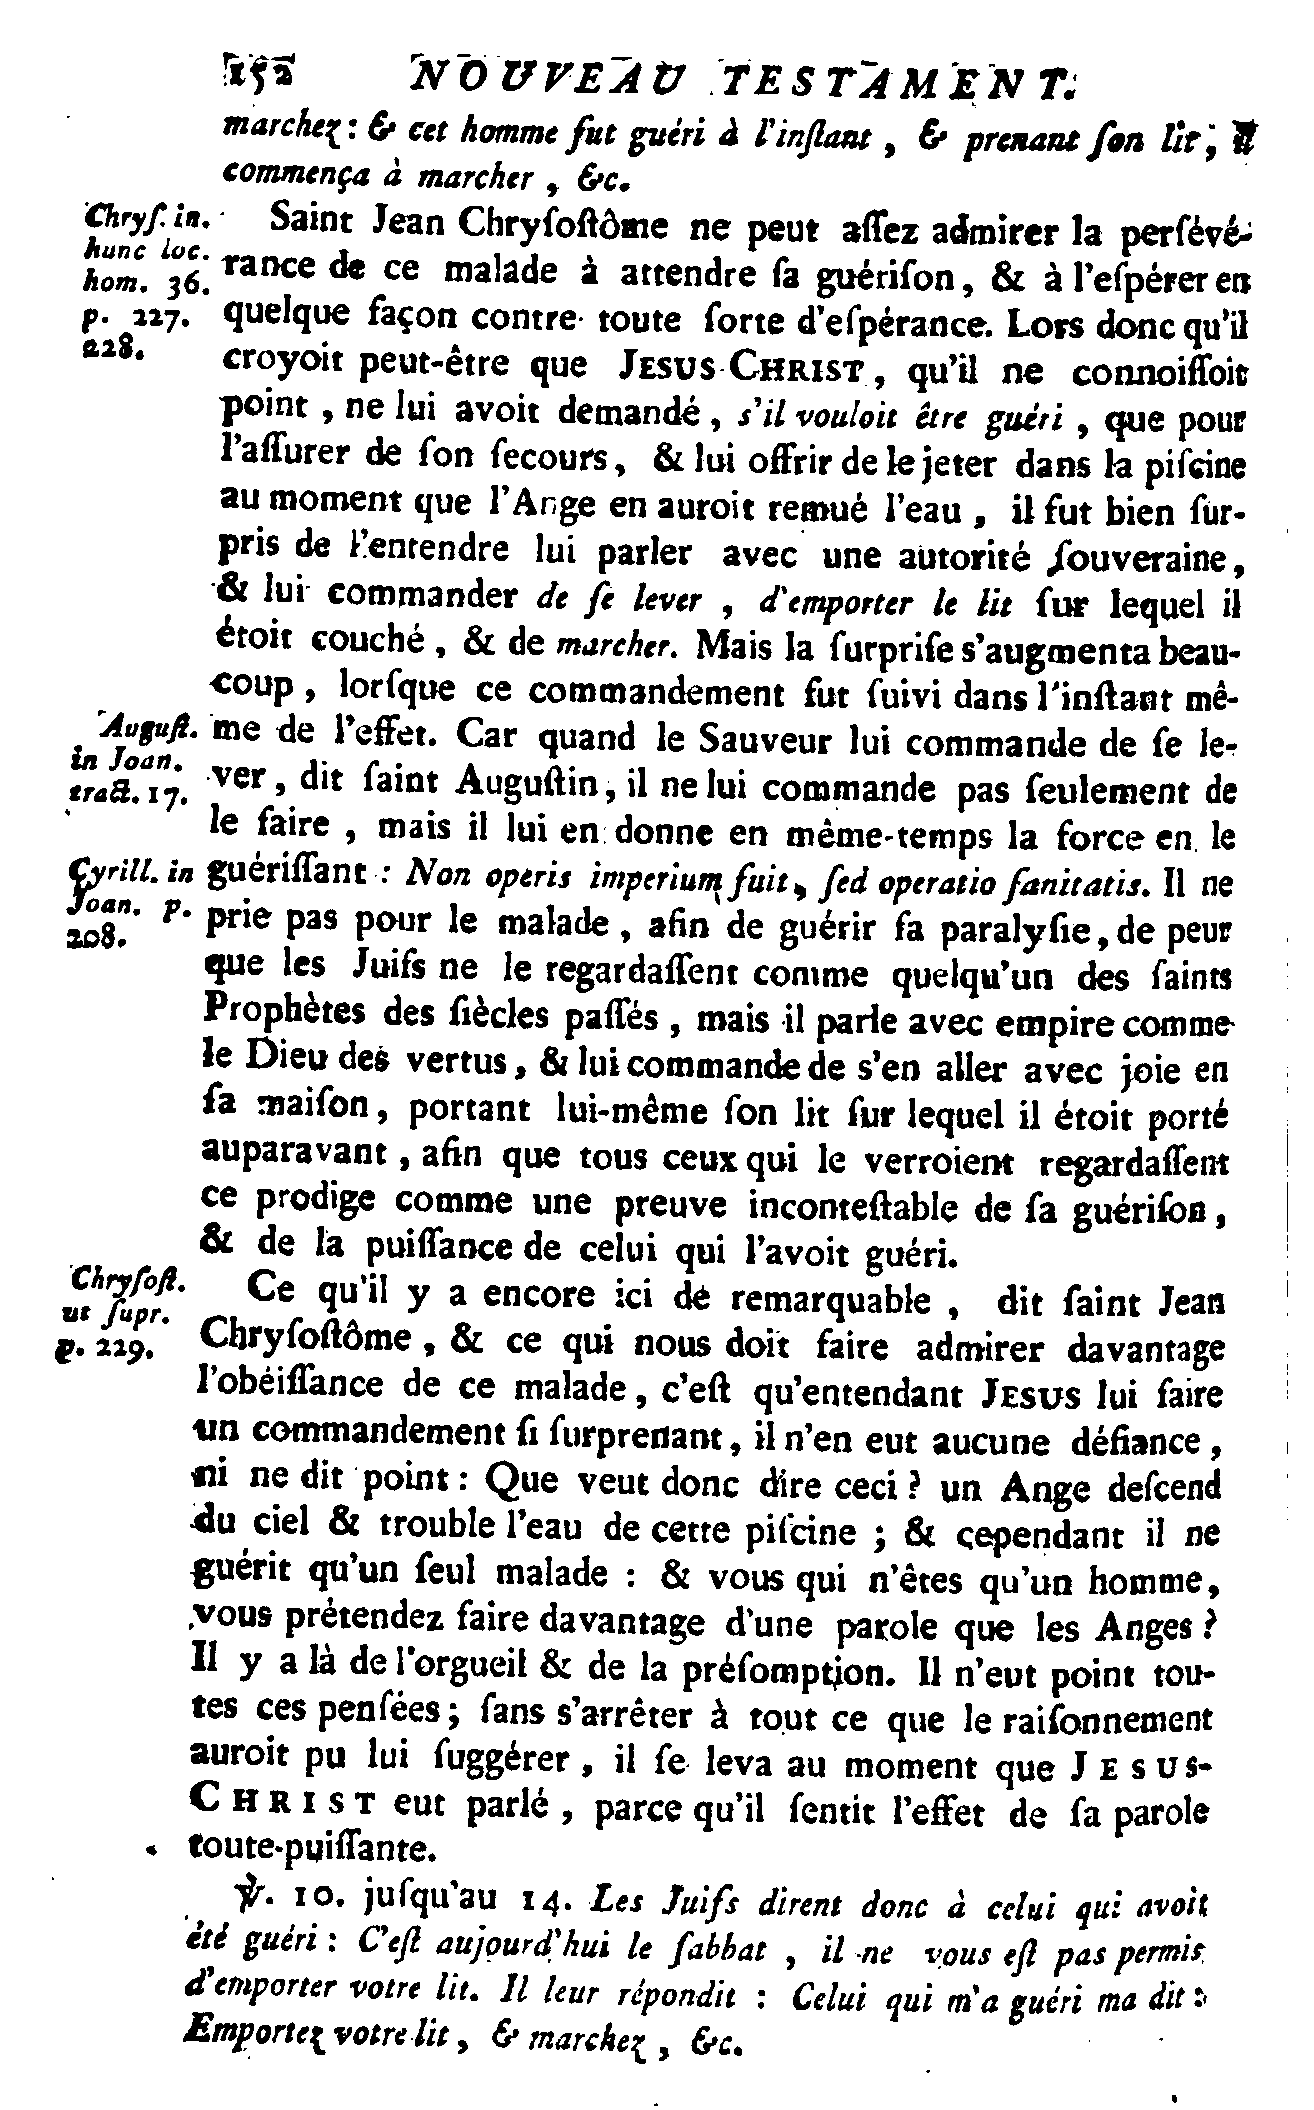 152 NOUVEAU TESTAMENT.
marchez : & cet homme fut guéri à l'inſtant , & prenant ſon lit , il
commença à marcher , &c.
Chryſ. in.
hunc loc.
hom. 36.
p. 227.
228.
Saint Jean Chryſoſtôme ne peut aſſez admirer la perſévé-
rance de ce malade à attendre ſa guériſon, & à l'eſpérer en
quelque façon contre toute ſorte d'eſpérance. Lors donc qu'il
croyoit peut-être que JESUS-CHRIST, qu'il ne connoiſſoit
point , ne lui avoit demandé , s'il vouloit être guéri , que pour
l'aſſurer de ſon ſecours, & lui offrir de le jeter dans la piſcine
au moment que l'Ange en auroit remué l'eau , il fut bien ſur-
pris de l'entendre lui parler avec une autorité ſouveraine,
& lui commander de ſe lever , d'emporter le lit ſur lequel il
étoit couché , & de marcher. Mais la ſurpriſe s'augmenta beau-
coup , lorſque ce commandement fut ſuivi dans l'inſtant mê-
Auguſt.
in Joan.
tract. 17.
me de l'effet. Car quand le Sauveur lui commande de ſe le-
ver , dit ſaint Auguſtin, il ne lui commande pas ſeulement de
le faire , mais il lui en donne en même-temps la force en le
Cyrill. in
Joan. p.
208.
guériſſant : Non operis imperium fuit, ſed operatio ſanitatis. Il ne
prie pas pour le malade , afin de guérir ſa paralyſie, de peur
que les Juifs ne le regardaſſent comme quelqu'un des ſaints
Prophètes des ſiècles paſſés , mais il parle avec empire comme
le Dieu des vertus, & lui commande de s'en aller avec joie en
ſa maiſon, portant lui-même ſon lit ſur lequel il étoit porté
auparavant , afin que tous ceux qui le verroient regardaſſent
ce prodige comme une preuve inconteſtable de ſa guériſon,
& de la puiſſance de celui qui l'avoit guéri.
Chryſoſt.
ut ſupr.
p. 229.
Ce qu'il y a encore ici de remarquable , dit ſaint Jean
Chryſoſtôme , & ce qui nous doit faire admirer davantage
l'obéiſſance de ce malade , c'eſt qu'entendant JESUS lui faire
un commandement ſi ſurprenant , il n'en eut aucune défiance,
ni ne dit point : Que veut donc dire ceci ? un Ange deſcend
du ciel & trouble l'eau de cette piſcine ; & cependant il ne
guérit qu'un ſeul malade : & vous qui n'êtes qu'un homme,
vous prétendez faire davantage d'une parole que les Anges ?
Il y a là de l'orgueil & de la préſomption. Il n'eut point tou-
tes ces penſées ; ſans s'arrêter à tout ce que le raiſonnement
auroit pu lui ſuggérer , il ſe leva au moment que JESUS-
CHRIST eut parlé , parce qu'il ſentit l'effet de ſa parole
toute-puiſſante.
℣. 10. juſqu'au 14. Les Juifs dirent donc à celui qui avoit
été guéri : C'eſt aujourd'hui le ſabbat , il ne vous eſt pas permis
d'emporter votre lit. Il leur répondit : Celui qui m'a guéri ma dit :
Emportez votre lit , & marchez , &c.